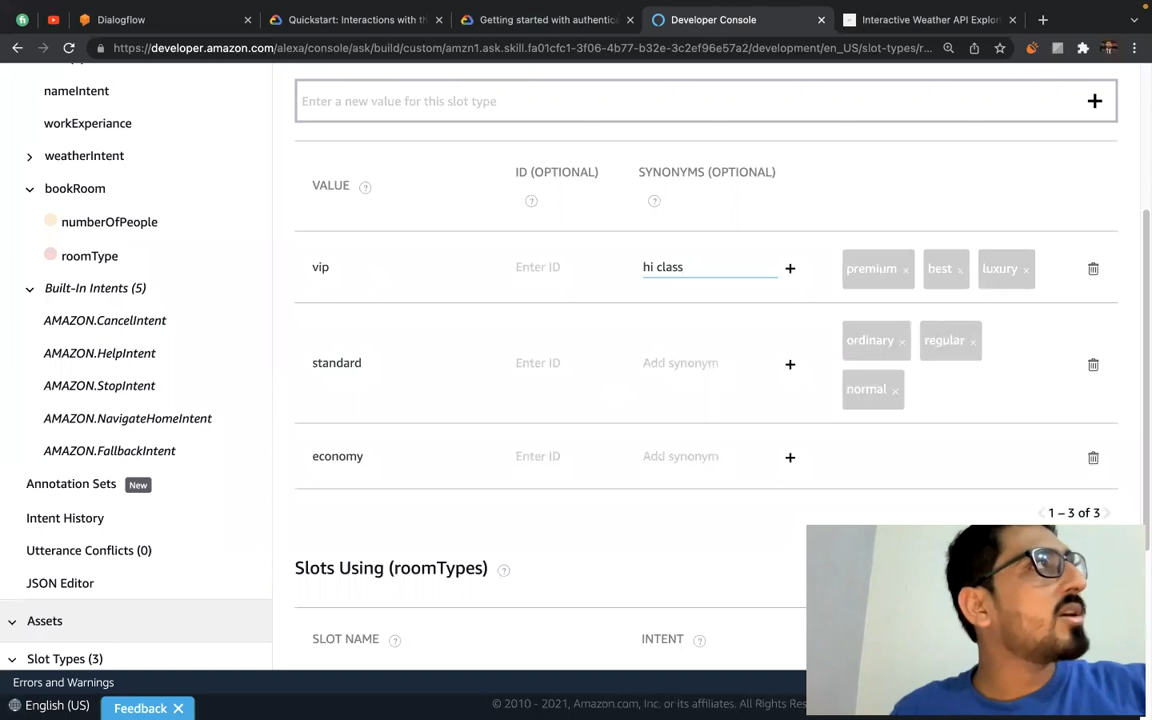 Dialogflow
Quickstart: Interactions with th
Getting started with authentica
Developer Console
Interactive Weather API Explor
https://developer.amazon.com/alexa/console/ask/build/custom/amzn1.ask.skill.fa01cfc1-3f06-4b77-b32e-3c2ef96e57a2/development/en_US/slot-types/r...
nameIntent
workExperiance
weatherIntent
bookRoom
numberOfPeople
roomType
Built-In Intents (5)
AMAZON.CancelIntent
AMAZON.HelpIntent
AMAZON.StopIntent
AMAZON.NavigateHomeIntent
AMAZON.FallbackIntent
Annotation Sets New
Intent History
Utterance Conflicts (0)
JSON Editor
Assets
Slot Types (3)
Enter a new value for this slot type
VALUE ID (OPTIONAL) SYNONYMS (OPTIONAL)
vip Enter ID hi class premium best luxury
standard Enter ID Add synonym ordinary regular
normal
economy Enter ID Add synonym
1 – 3 of 3
Slots Using (roomTypes)
SLOT NAME INTENT
Errors and Warnings
English (US) Feedback
© 2010 - 2021, Amazon.com, Inc. or its affiliates. All Rights Res